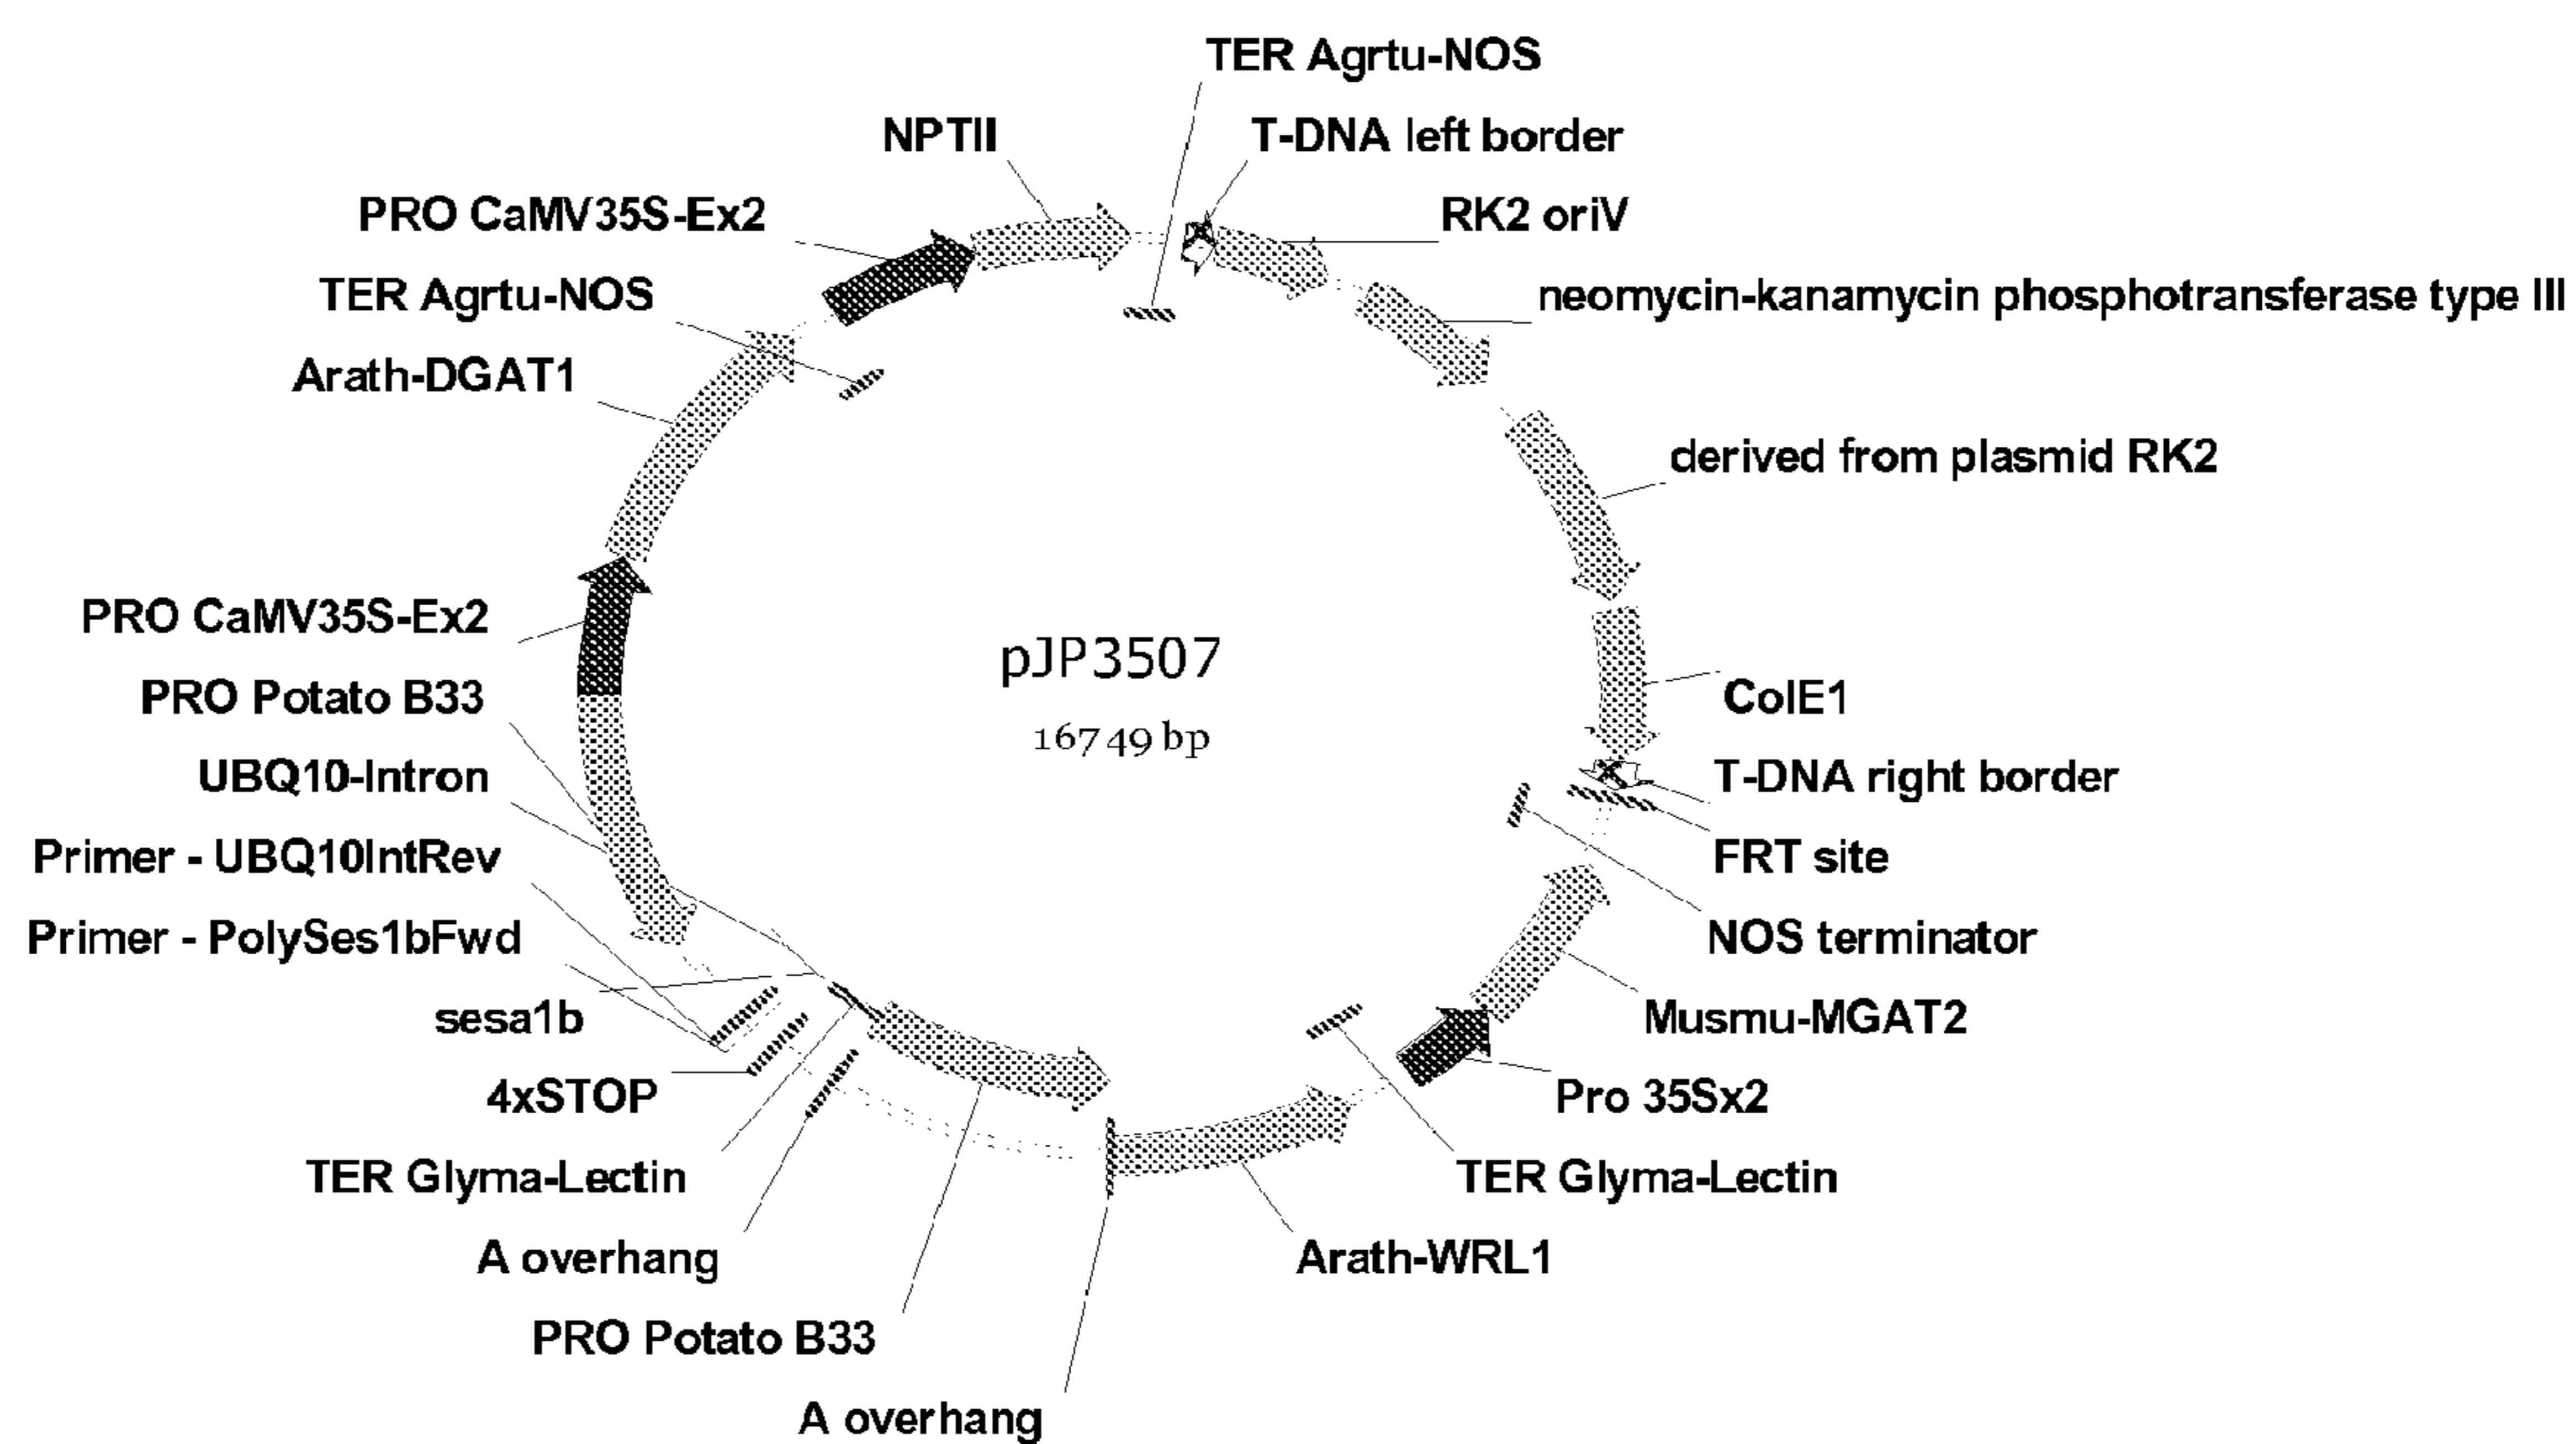 TER Agrtu-NOS
NPTII
T-DNA left border
PRO CaMV35S-Ex2
RK2 oriV
TER Agrtu-NOS
neomycin-kanamycin phosphotransferase type III
Arath-DGAT1
derived from plasmid RK2
PRO CaMV35S-Ex2
pJP3507
PRO Potato B33
ColE1
16749 bp
UBQ10-Intron
T-DNA right border
Primer - UBQ10IntRev
FRT site
Primer - PolySes1bFwd
NOS terminator
sesa1b
Musmu-MGAT2
4xSTOP
Pro 35Sx2
TER Glyma-Lectin
TER Glyma-Lectin
A overhang
Arath-WRL1
PRO Potato B33
A overhang